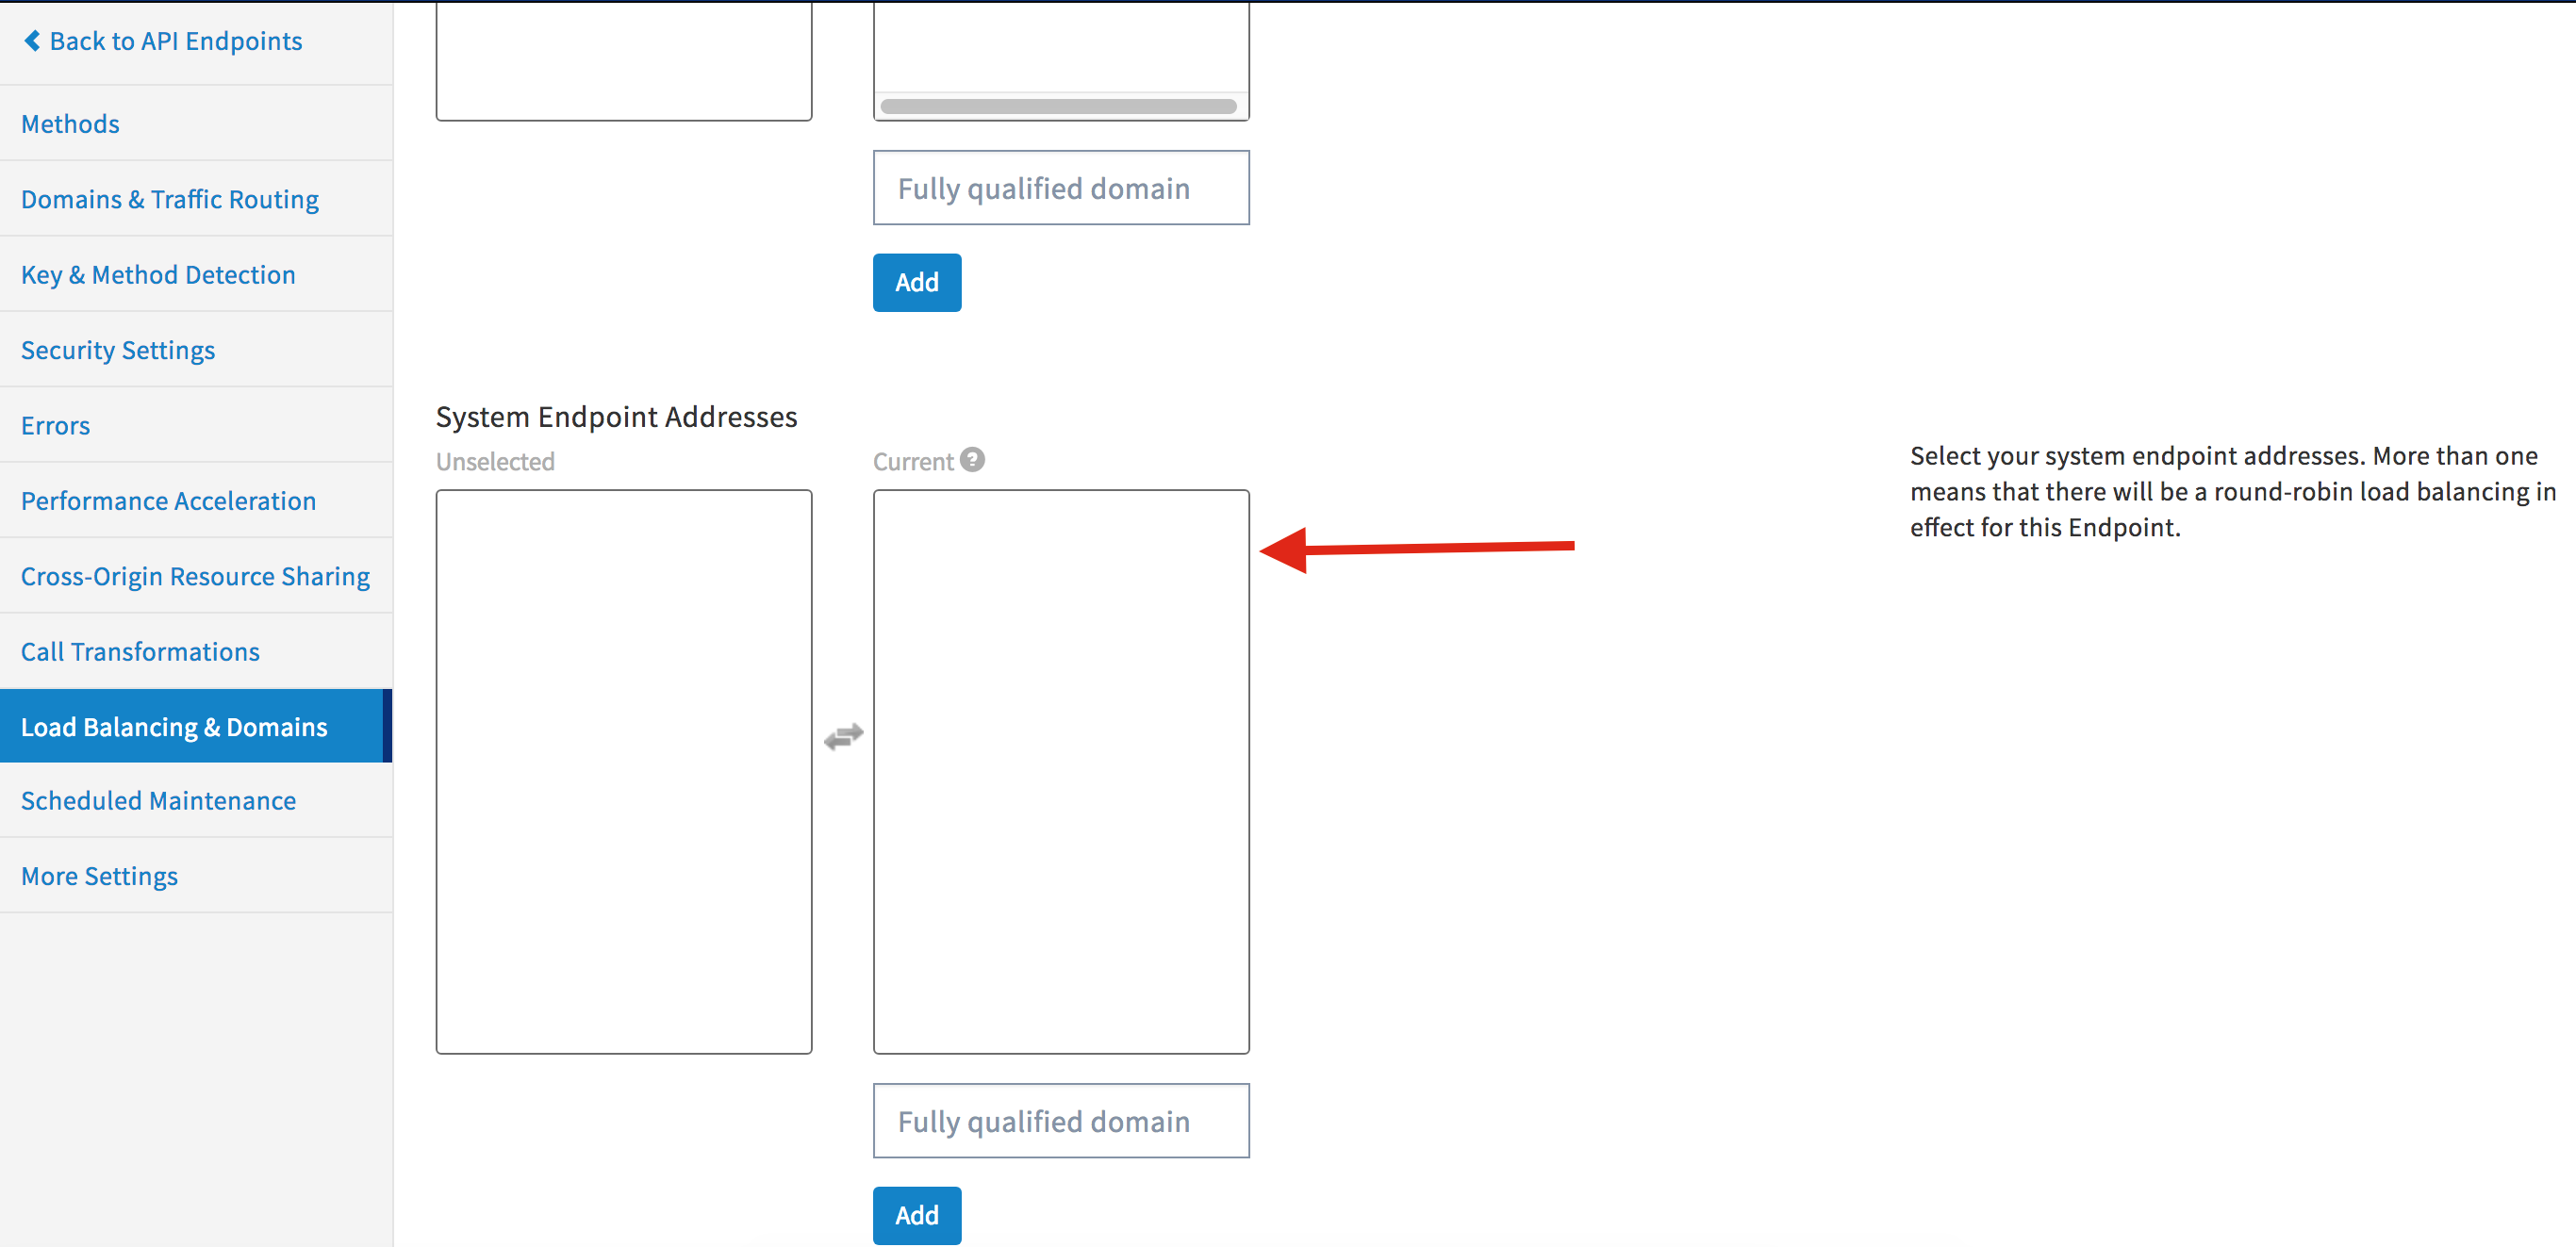 Back to API Endpoints
Methods
Domains & Traffic Routing
Key & Method Detection
Security Settings
Errors
Performance Acceleration
Cross-Origin Resource Sharing
Call Transformations
Load Balancing & Domains
Scheduled Maintenance
More Settings
Fully qualified domain
Add
System Endpoint Addresses
Unselected
Current ?
Fully qualified domain
Add
Select your system endpoint addresses. More than one
means that there will be a round-robin load balancing in
effect for this Endpoint.